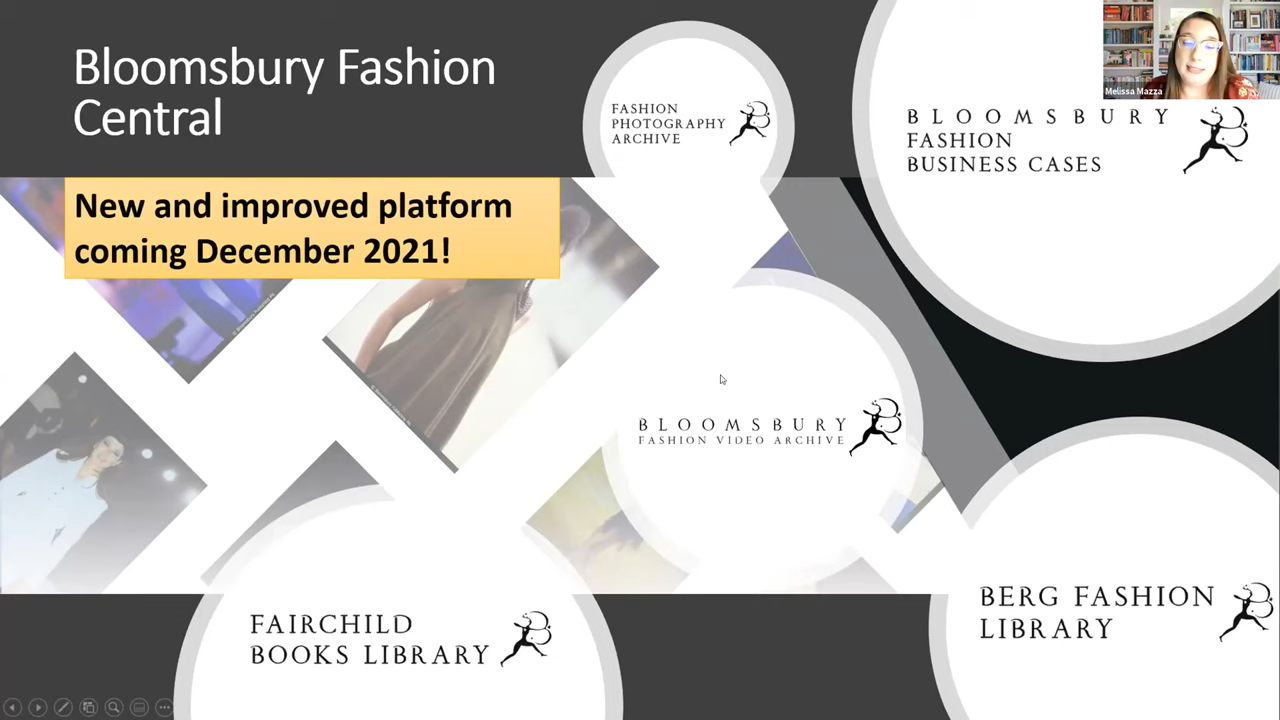 Bloomsbury Fashion
Central
New and improved platform
coming December 2021!
FASHION
PHOTOGRAPHY
ARCHIVE
Melissa Mazza
BLOOMSBURY
FASHION
BUSINESS CASES
BLOOMSBURY
FASHION VIDEO ARCHIVE
FAIRCHILD
BOOKS LIBRARY
BERG FASHION
LIBRARY